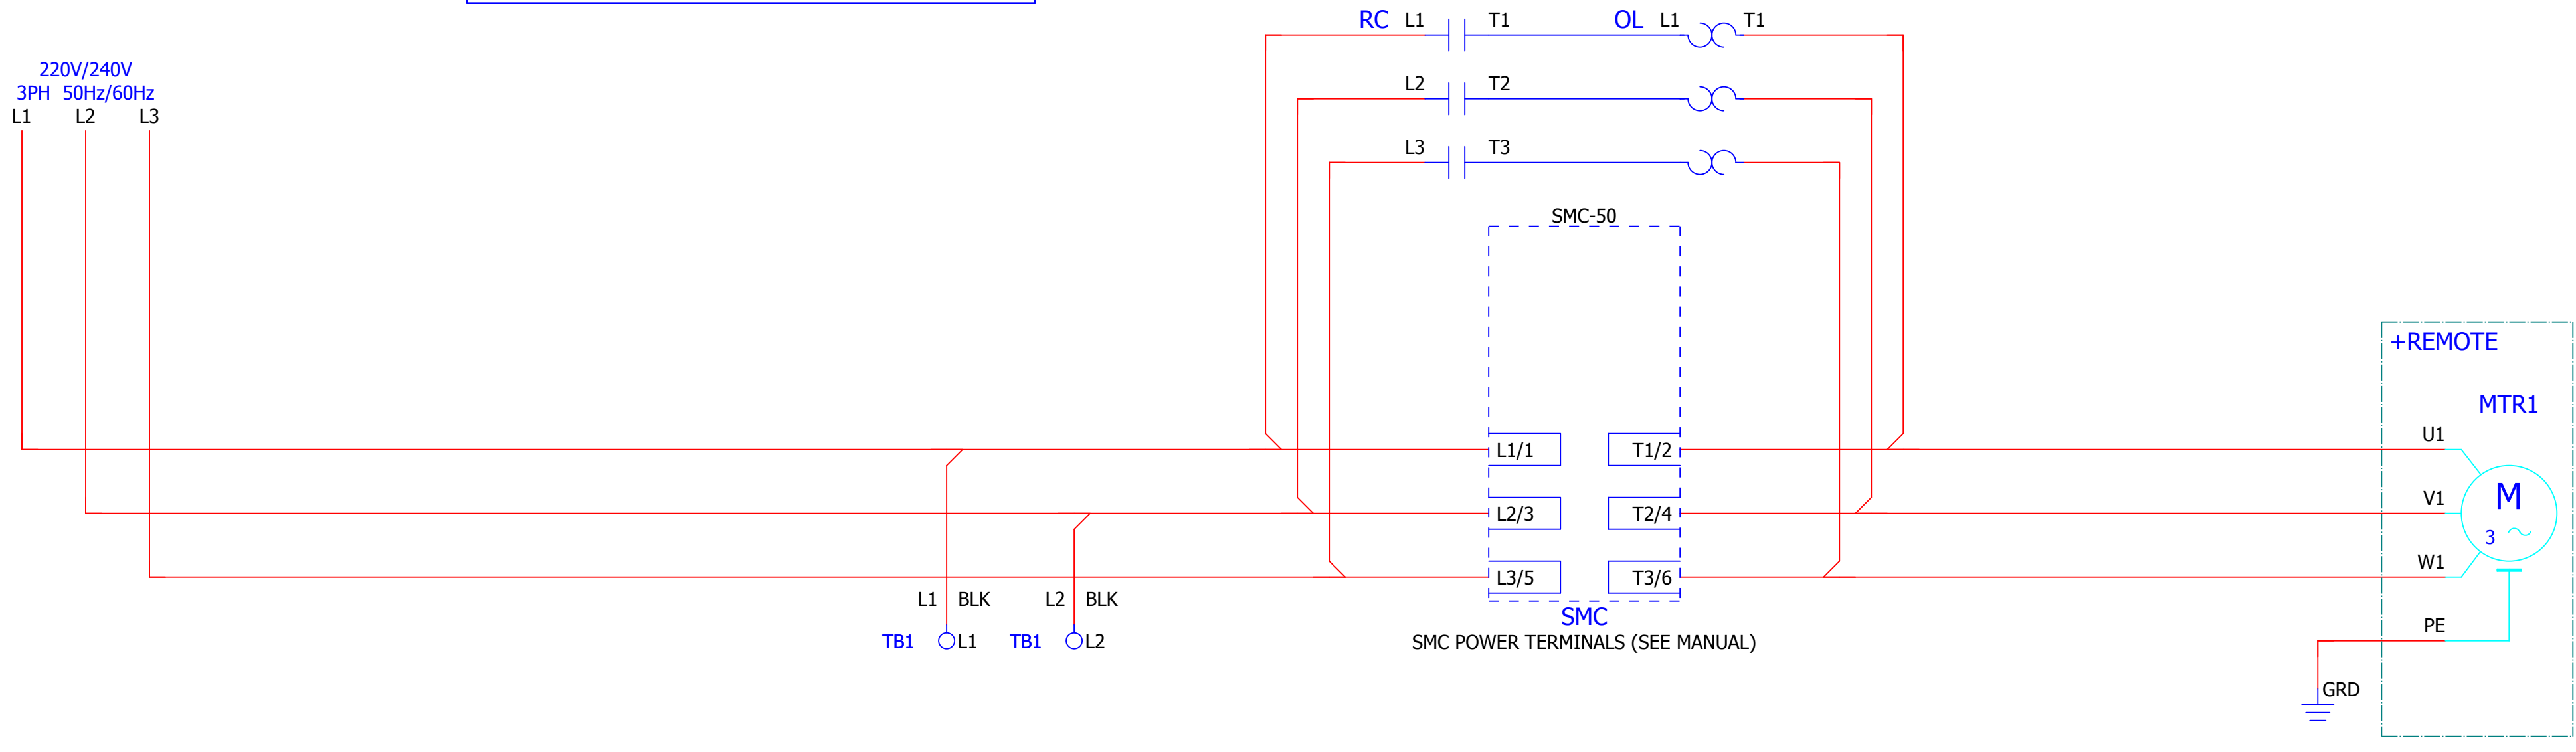 RC L1 T1 OL L1 T1
220V/240V
3PH 50Hz/60Hz
L1 L2 L3
L2 T2
L3 T3
SMC-50
+REMOTE
MTR1
L1/1 T1/2 U1
L2/3 T2/4 V1
M
3
L3/5 T3/6 W1
L1 BLK L2 BLK
SMC
TB1 L1 TB1 L2
SMC POWER TERMINALS (SEE MANUAL)
PE
GRD